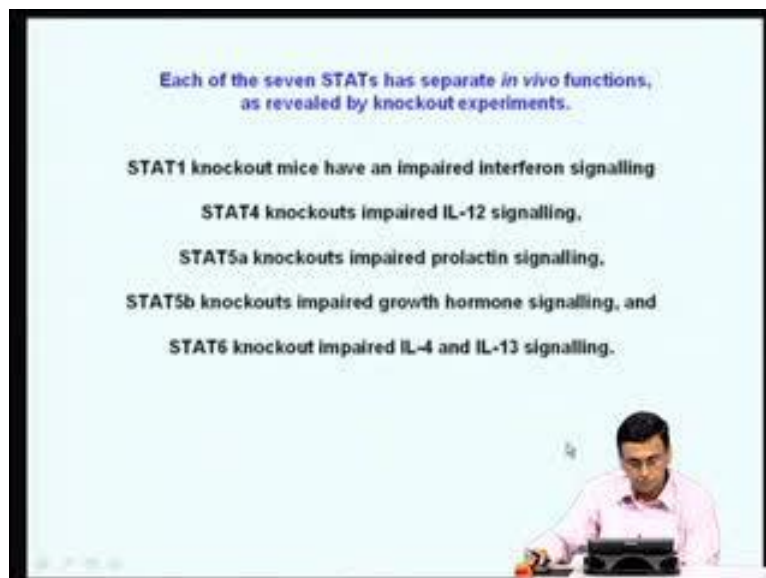 Each of the seven STATs has separate in vivo functions,
as revealed by knockout experiments.
STAT1 knockout mice have an impaired interferon signalling
STAT4 knockouts impaired IL-12 signalling,
STAT5a knockouts impaired prolactin signalling,
STAT5b knockouts impaired growth hormone signalling, and
STAT6 knockout impaired IL-4 and IL-13 signalling.